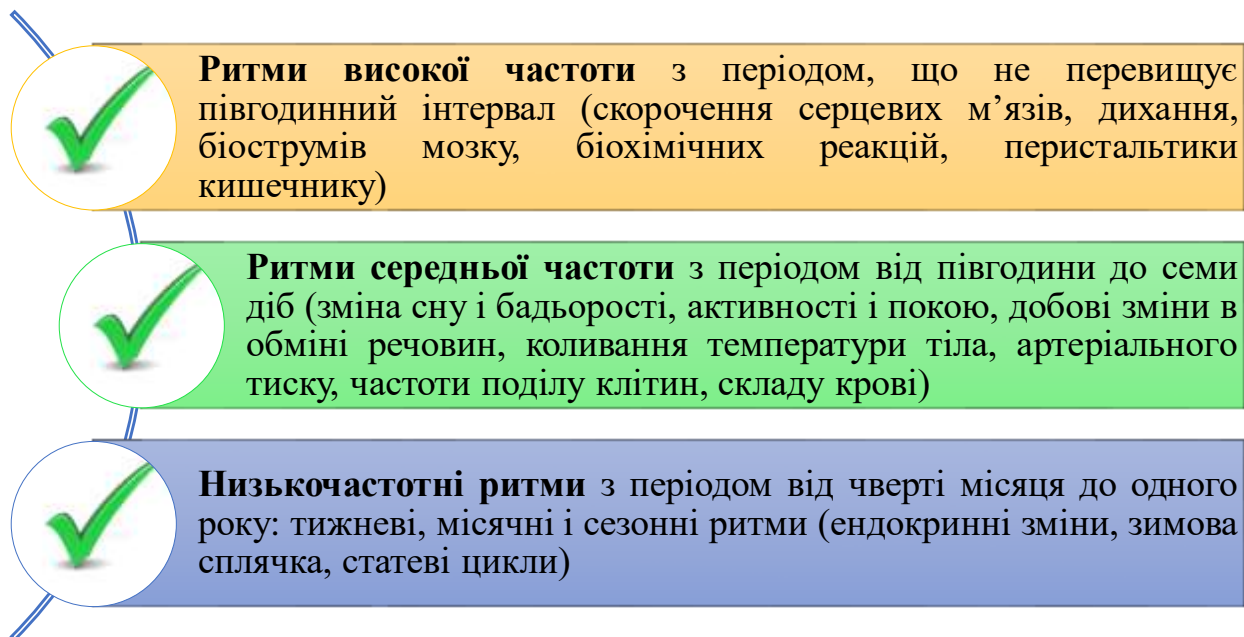 Ритми високої частоти з періодом, що не перевищує
півгодинний інтервал (скорочення серцевих м’язів, дихання,
біострумів мозку, біохімічних реакцій, перистальтики
кишечнику)
Ритми середньої частоти з періодом від півгодини до семи
діб (зміна сну і бадьорості, активності і покою, добові зміни в
обміні речовин, коливання температури тіла, артеріального
тиску, частоти поділу клітин, складу крові)
Низькочастотні ритми з періодом від чверті місяця до одного
року: тижневі, місячні і сезонні ритми (ендокринні зміни, зимова
сплячка, статеві цикли)